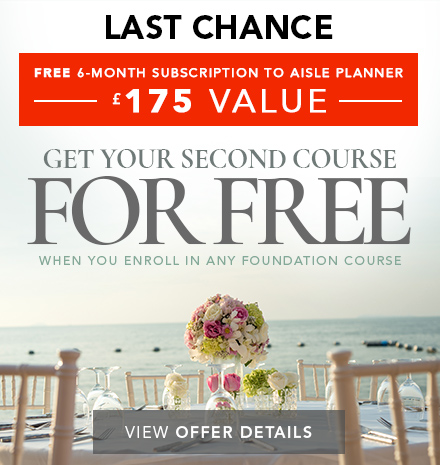 LAST CHANCE
FREE 6-MONTH SUBSCRIPTION TO AISLE PLANNER
£175 VALUE
GET YOUR SECOND COURSE
FOR FREE
WHEN YOU ENROLL IN ANY FOUNDATION COURSE
VIEW OFFER DETAILS